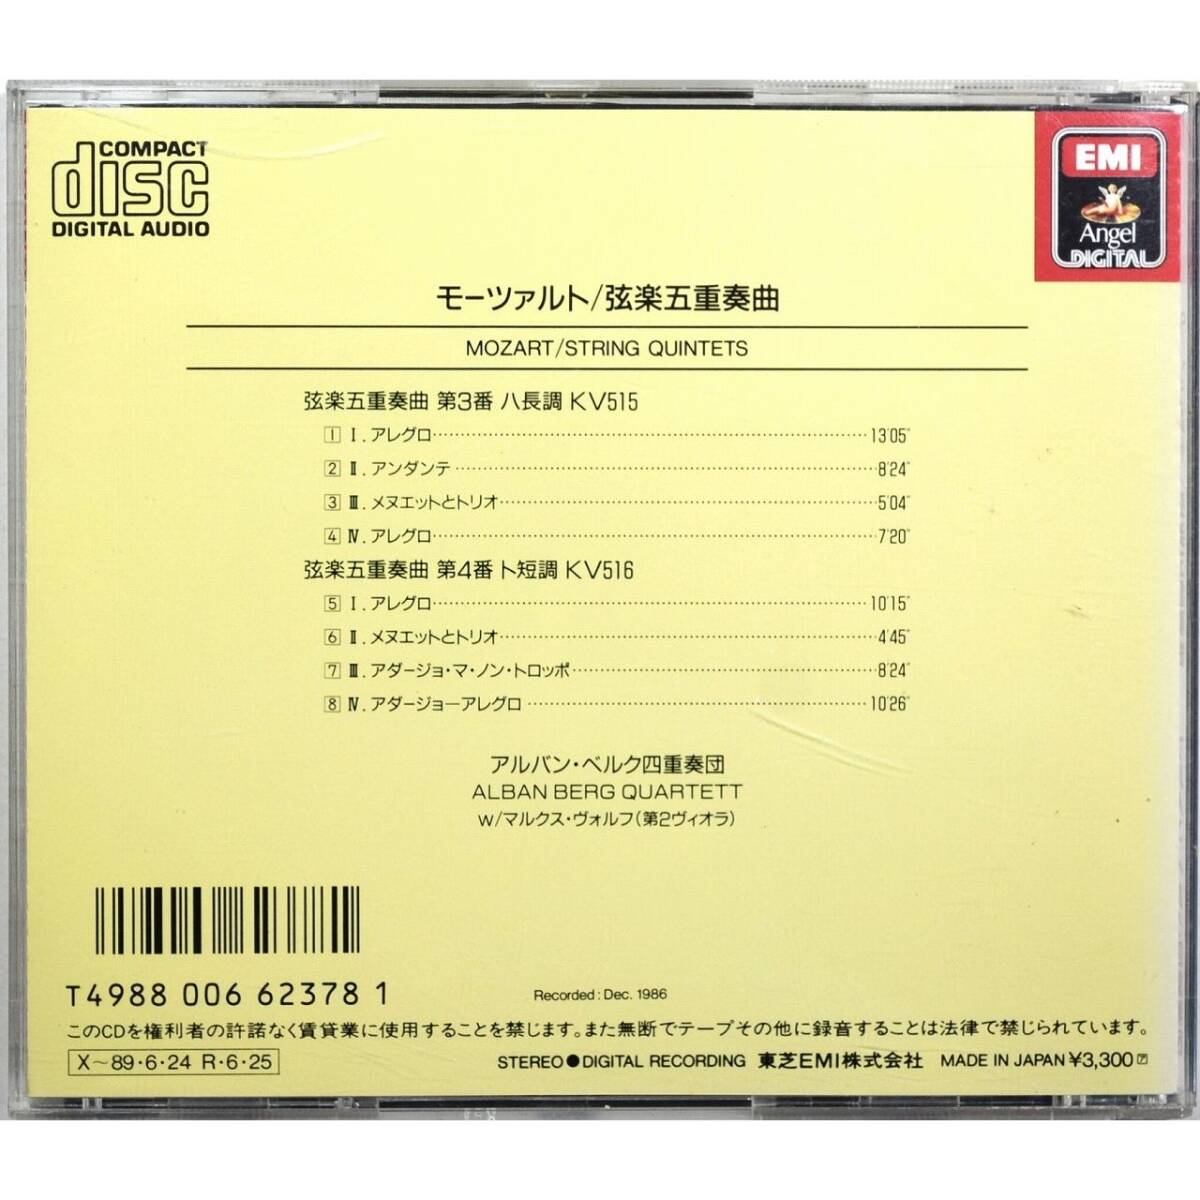 COMPACT
disc
DIGITAL AUDIO
EMI
Angel
DIGITAL
モーツァルト/弦楽五重奏曲
MOZART/STRING QUINTETS
弦楽五重奏曲 第3番 ハ長調 KV515
1 Ⅰ. アレグロ 13'05"
2 Ⅱ. アンダンテ 8'24"
3 Ⅲ. メヌエットとトリオ 5'04"
4 Ⅳ. アレグロ 7'20"
弦楽五重奏曲 第4番 ト短調 KV516
5 Ⅰ. アレグロ 10'15"
6 Ⅱ. メヌエットとトリオ 4'45"
7 Ⅲ. アダージョ・マ・ノン・トロッポ 8'24"
8 Ⅳ. アダージョーアレグロ 10'26"
アルバン・ベルク四重奏団
ALBAN BERG QUARTETT
w/マルクス・ヴォルフ(第2ヴィオラ)
T4988 006 62378 1
Recorded: Dec. 1986
このCDを権利者の許諾なく賃貸業に使用することを禁じます。また無断でテープその他に録音することは法律で禁じられています。
X〜89・6・24 R・6・25
STEREO●DIGITAL RECORDING 東芝EMI株式会社 MADE IN JAPAN ¥3,300